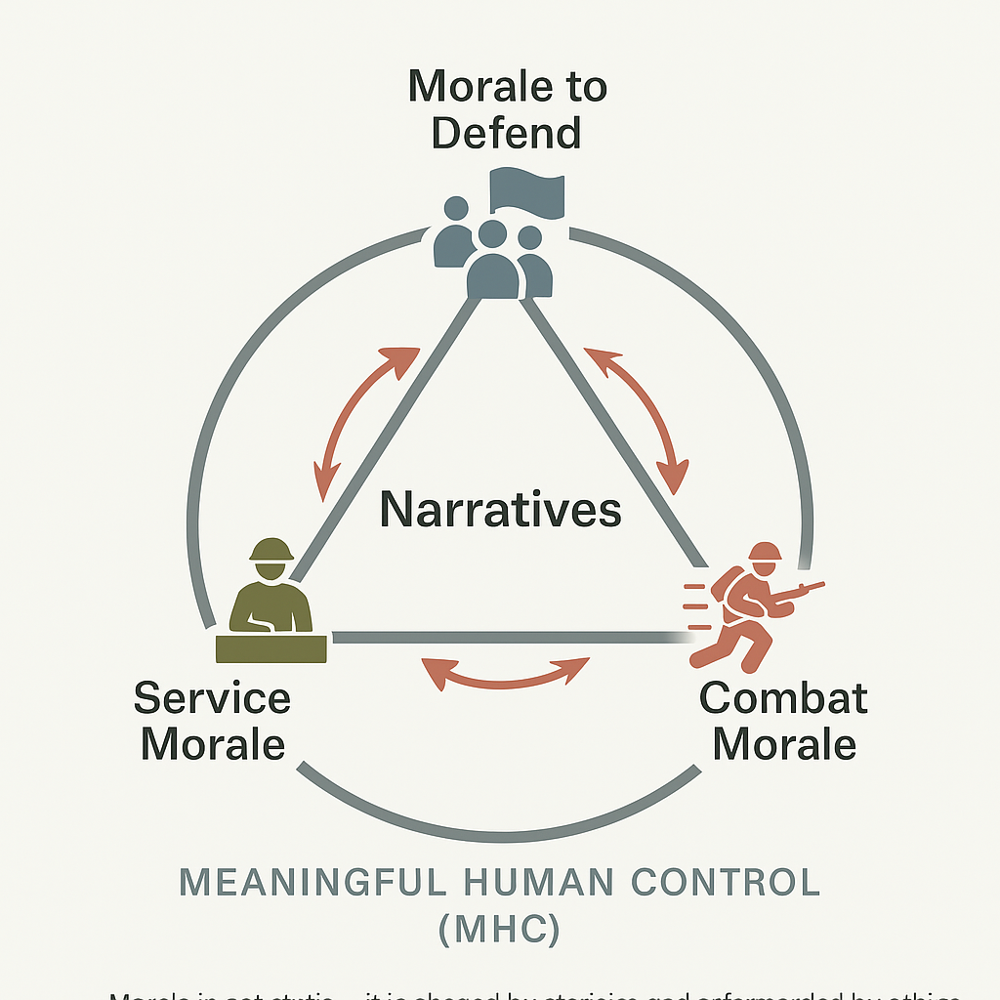 Morale to
Defend
Narratives
Service
Morale
Combat
Morale
MEANINGFUL HUMAN CONTROL
(MHC)